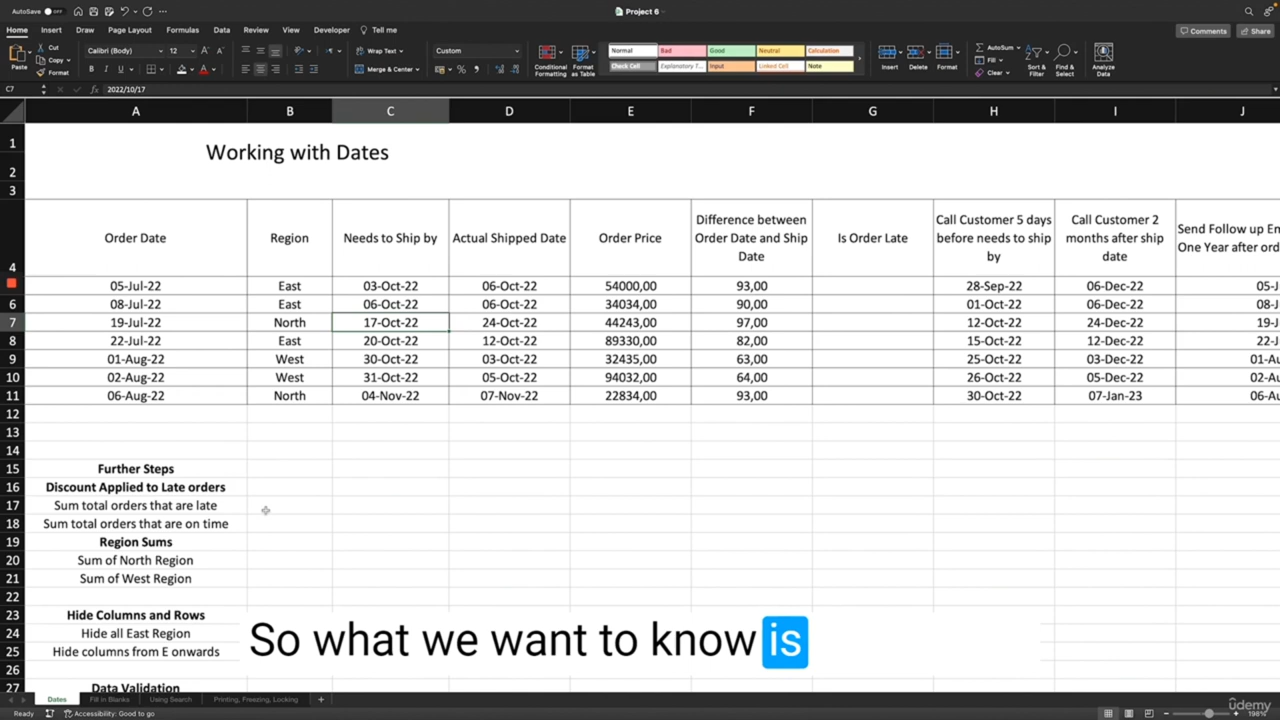 AutoSave OFF
Project 6
Home Insert Draw Page Layout Formulas Data Review View Developer Tell me
Comments Share
Paste Cut Copy Format
Calibri (Body) 12
Wrap Text
Merge & Center
Custom
Conditional Formatting
Format as Table
Normal Bad Good Neutral Calculation
Check Cell Explanatory T... Input Linked Cell Note
Insert Delete Format
AutoSum
Fill
Clear
Sort & Filter
Find & Select
Analyze Data
C7 fx 2022/10/17
A B C D E F G H I J
1 Working with Dates
2
3
4 Order Date Region Needs to Ship by Actual Shipped Date Order Price Difference between Order Date and Ship Date Is Order Late Call Customer 5 days before needs to ship by Call Customer 2 months after ship date Send Follow up Em One Year after ord
05-Jul-22 East 03-Oct-22 06-Oct-22 54000,00 93,00 28-Sep-22 06-Dec-22 05-J
6 08-Jul-22 East 06-Oct-22 06-Oct-22 34034,00 90,00 01-Oct-22 06-Dec-22 08-J
7 19-Jul-22 North 17-Oct-22 24-Oct-22 44243,00 97,00 12-Oct-22 24-Dec-22 19-J
8 22-Jul-22 East 20-Oct-22 12-Oct-22 89330,00 82,00 15-Oct-22 12-Dec-22 22-J
9 01-Aug-22 West 30-Oct-22 03-Oct-22 32435,00 63,00 25-Oct-22 03-Dec-22 01-Au
10 02-Aug-22 West 31-Oct-22 05-Oct-22 94032,00 64,00 26-Oct-22 05-Dec-22 02-Au
11 06-Aug-22 North 04-Nov-22 07-Nov-22 22834,00 93,00 30-Oct-22 07-Jan-23 06-Au
12
13
14
15 Further Steps
16 Discount Applied to Late orders
17 Sum total orders that are late
18 Sum total orders that are on time
19 Region Sums
20 Sum of North Region
21 Sum of West Region
22
23 Hide Columns and Rows
24 Hide all East Region
25 Hide columns from E onwards
26
27 Data Validation
So what we want to know is
Dates Fill in Blanks Using Search Printing, Freezing, Locking
Ready Accessibility: Good to go
198%
udemy